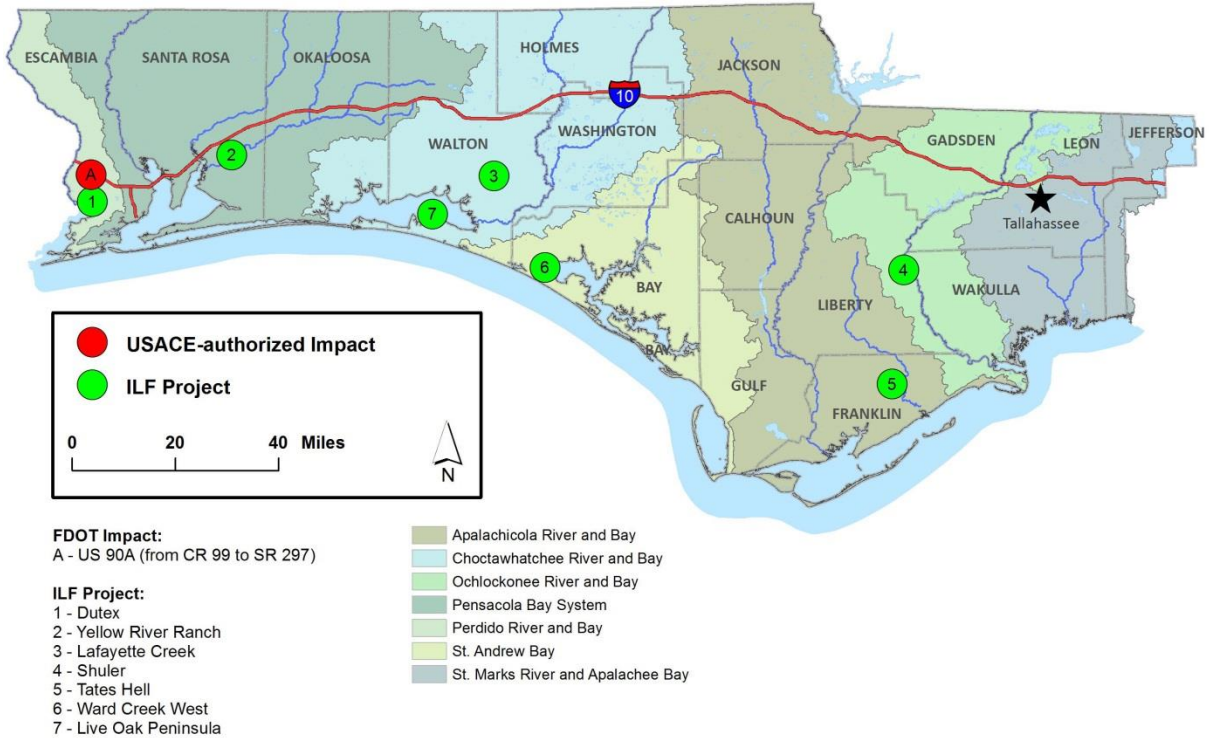 ESCAMBIA
SANTA ROSA
OKALOOSA
HOLMES
JACKSON
10
WALTON
WASHINGTON
GADSDEN
LEON
JEFFERSON
A
1
2
3
7
CALHOUN
Tallahassee
6
BAY
4
WAKULLA
LIBERTY
BAY
GULF
5
FRANKLIN
USACE-authorized Impact
ILF Project
0 20 40 Miles
N
FDOT Impact:
A - US 90A (from CR 99 to SR 297)
ILF Project:
1 - Dutex
2 - Yellow River Ranch
3 - Lafayette Creek
4 - Shuler
5 - Tates Hell
6 - Ward Creek West
7 - Live Oak Peninsula
Apalachicola River and Bay
Choctawhatchee River and Bay
Ochlockonee River and Bay
Pensacola Bay System
Perdido River and Bay
St. Andrew Bay
St. Marks River and Apalachee Bay